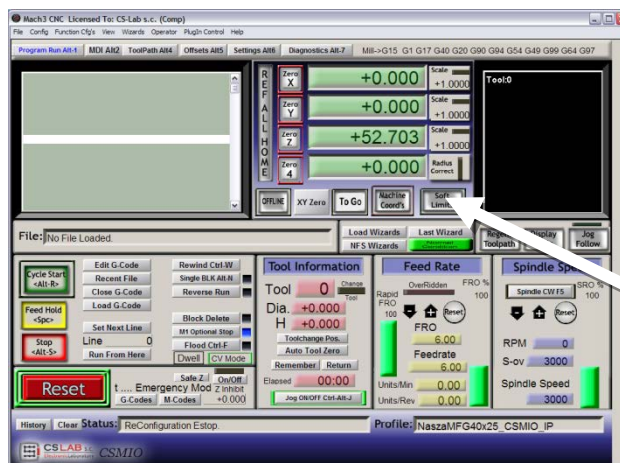 Mach3 CNC Licensed To: CS-Lab s.c. (Comp)
File Config Function Cfg's View Wizards Operator PlugIn Control Help
Program Run Alt-1 MDI Alt2 ToolPath Alt4 Offsets Alt5 Settings Alt6 Diagnostics Alt-7 Mill->G15 G1 G17 G40 G20 G90 G94 G54 G49 G99 G64 G97
REF ALL HOME
Zero X +0.000 Scale +1.0000
Zero Y +0.000 Scale +1.0000
Zero Z +52.703 Scale +1.0000
Zero 4 +0.000 Radius Correct
OFFLINE XY Zero To Go Machine Coord's Soft Limits
Tool:0
File: No File Loaded.
Load Wizards Last Wizard
NFS Wizards Normal Condition
Regen. Toolpath Display Jog Follow
Cycle Start <Alt-R>
Feed Hold <Spc>
Stop <Alt-S>
Edit G-Code Rewind Ctrl-W
Recent File Single BLK Alt-N
Close G-Code Reverse Run
Load G-Code
Block Delete
Set Next Line M1 Optional Stop
Line 0 Flood Ctrl-F
Run From Here Dwell CV Mode
Reset
t .... Emergency Mod
Safe Z On/Off
Z Inhibit
G-Codes M-Codes +0.000
Tool Information
Tool 0 Change Tool
Dia. +0.000
H +0.000
Toolchange Pos.
Auto Tool Zero
Remember Return
Elapsed 00:00
Jog ON/OFF Ctrl-Alt-J
Feed Rate
OverRidden FRO %
Rapid FRO 100 100
Reset
FRO
6.00
Feedrate
6.00
Units/Min 0.00
Units/Rev 0.00
Spindle Speed
Spindle CW F5 SRO %
100
Reset
RPM 0
S-ov 3000
Spindle Speed
3000
History Clear Status: ReConfiguration Estop. Profile: NaszaMFG40x25_CSMIO_IP
CSLAB s.c. CSMIO